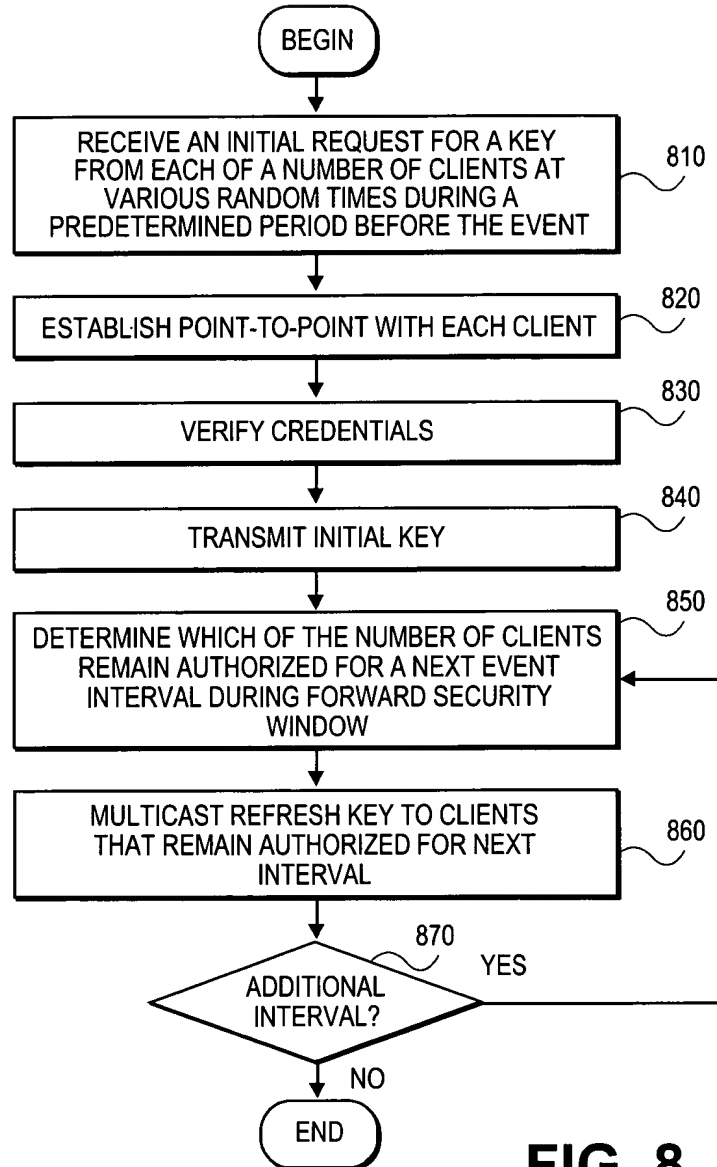 BEGIN
RECEIVE AN INITIAL REQUEST FOR A KEY
FROM EACH OF A NUMBER OF CLIENTS AT
VARIOUS RANDOM TIMES DURING A
PREDETERMINED PERIOD BEFORE THE EVENT
810
ESTABLISH POINT-TO-POINT WITH EACH CLIENT
820
VERIFY CREDENTIALS
830
TRANSMIT INITIAL KEY
840
DETERMINE WHICH OF THE NUMBER OF CLIENTS
REMAIN AUTHORIZED FOR A NEXT EVENT
INTERVAL DURING FORWARD SECURITY
WINDOW
850
MULTICAST REFRESH KEY TO CLIENTS
THAT REMAIN AUTHORIZED FOR NEXT
INTERVAL
860
870
ADDITIONAL
INTERVAL?
YES
NO
END
FIG. 8